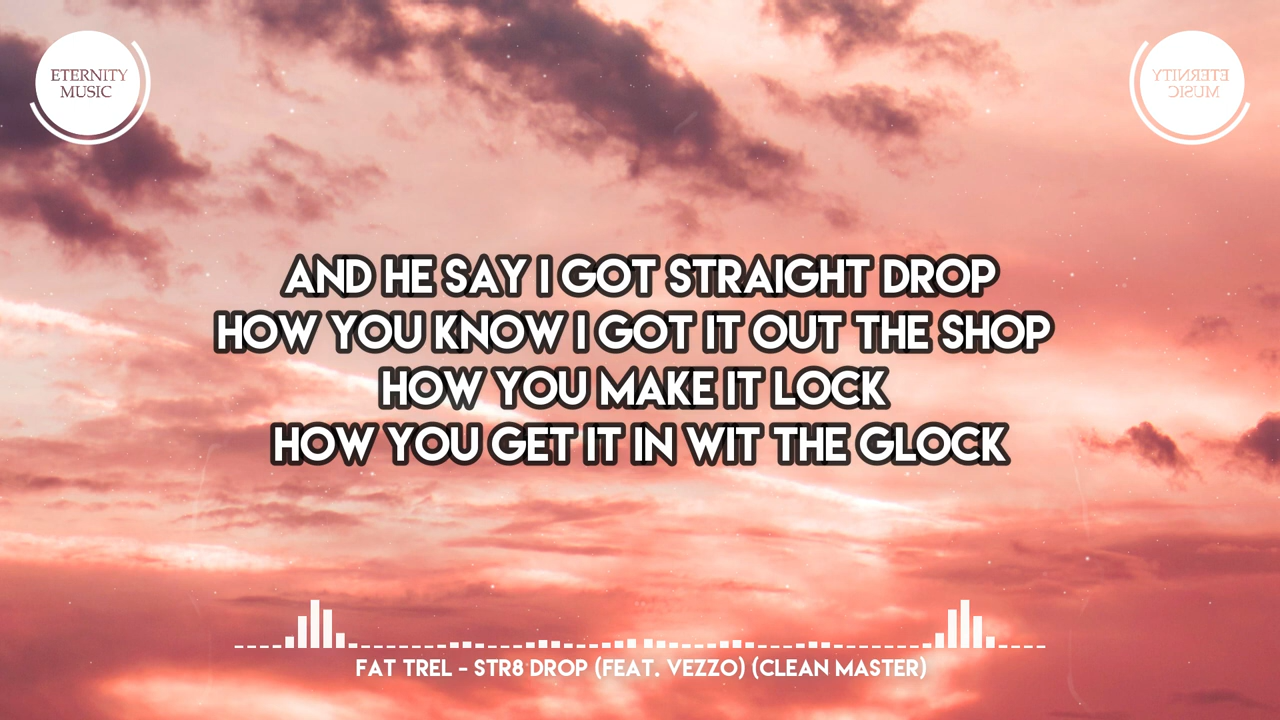 ETERNITY
MUSIC
ETERNITY
MUSIC
AND HE SAY I GOT STRAIGHT DROP
HOW YOU KNOW I GOT IT OUT THE SHOP
HOW YOU MAKE IT LOCK
HOW YOU GET IT IN WIT THE GLOCK
FAT TREL - STR8 DROP (FEAT. VEZZO) (CLEAN MASTER)